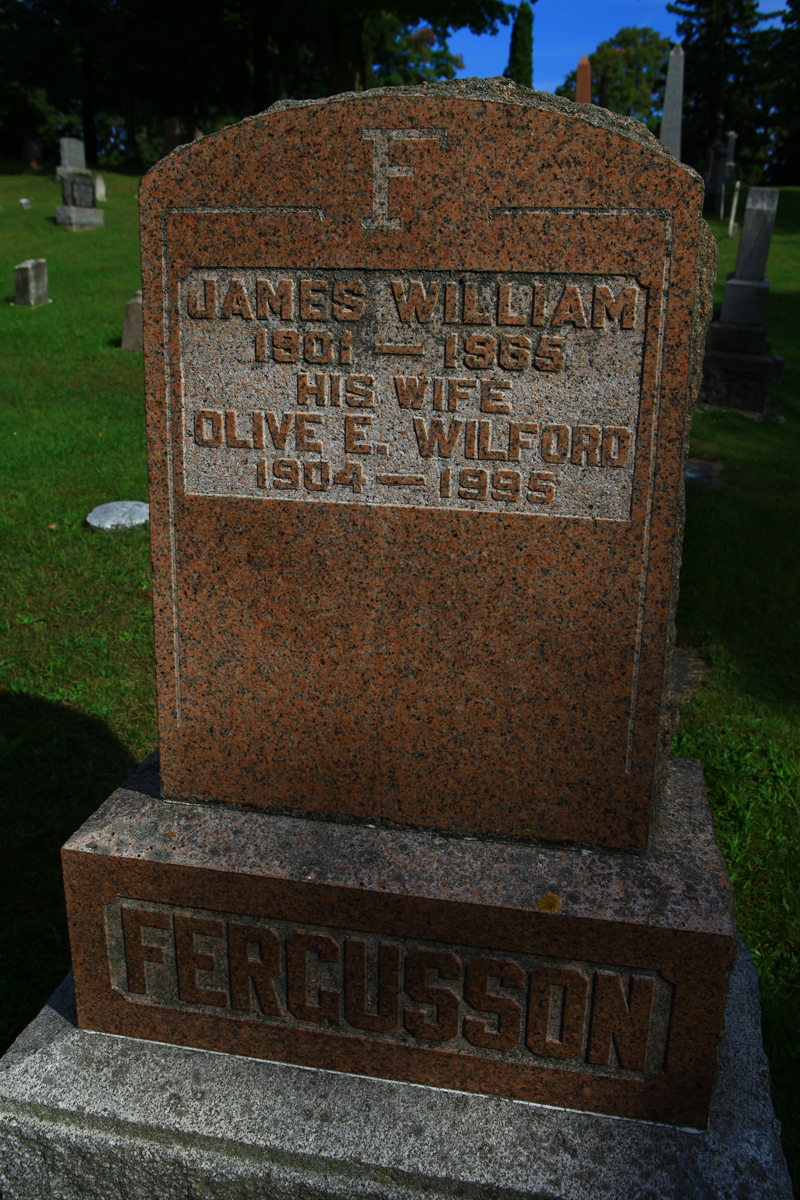 F
JAMES WILLIAM
1901 — 1965
HIS WIFE
OLIVE E. WILFORD
1904 — 1995
FERGUSSON